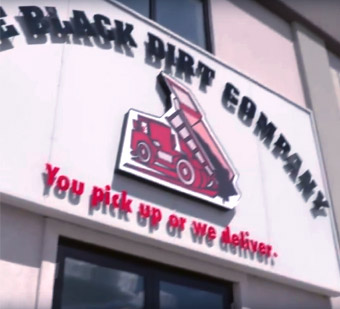 E BLACK DIRT COMPANY
You pick up or we deliver.